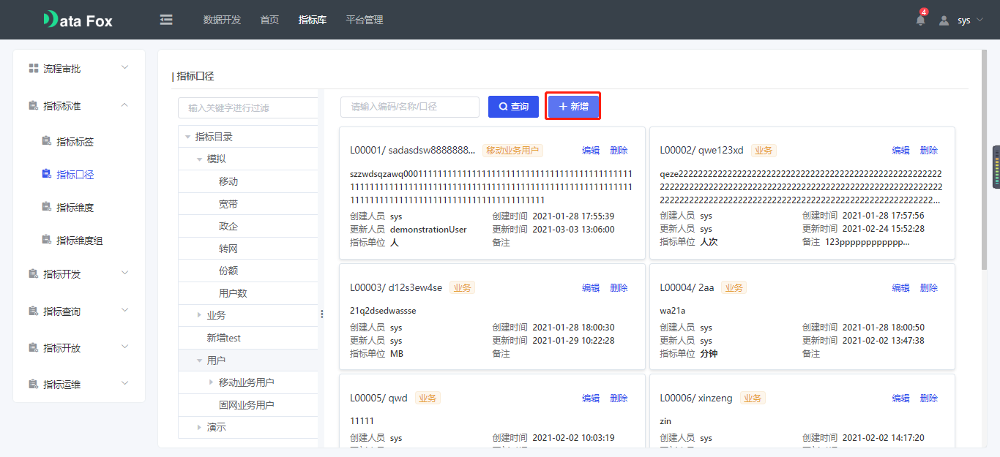 Data Fox
数据开发 首页 指标库 平台管理
4
sys
流程审批
指标标准
指标标签
指标口径
指标维度
指标维度组
指标开发
指标查询
指标开放
指标运维
指标口径
输入关键字进行过滤
指标目录
模拟
移动
宽带
政企
转网
份额
用户数
业务
新增test
用户
移动业务用户
固网业务用户
演示
请输入编码/名称/口径 查询 新增
L00001/ sadasdsw8888888... 移动业务用户 编辑 删除
创建人员 sys 创建时间 2021-01-28 17:55:39
更新人员 demonstrationUser 更新时间 2021-03-03 13:06:00
指标单位 人 备注
L00002/ qwe123xd 业务 编辑 删除
创建人员 sys 创建时间 2021-01-28 17:57:56
更新人员 sys 更新时间 2021-02-24 15:52:28
指标单位 人次 备注
L00003/ d12s3ew4se 业务 编辑 删除
21q2dsedwassse
创建人员 sys 创建时间 2021-01-28 18:00:30
更新人员 sys 更新时间 2021-01-29 10:22:28
指标单位 MB 备注
L00004/ 2aa 业务 编辑 删除
wa21a
创建人员 sys 创建时间 2021-01-28 18:00:50
更新人员 sys 更新时间 2021-02-02 13:47:38
指标单位 分钟 备注
L00005/ qwd 业务 编辑 删除
11111
创建人员 sys 创建时间 2021-02-02 10:03:19
L00006/ xinzeng 业务 编辑 删除
zin
创建人员 sys 创建时间 2021-02-02 14:17:20